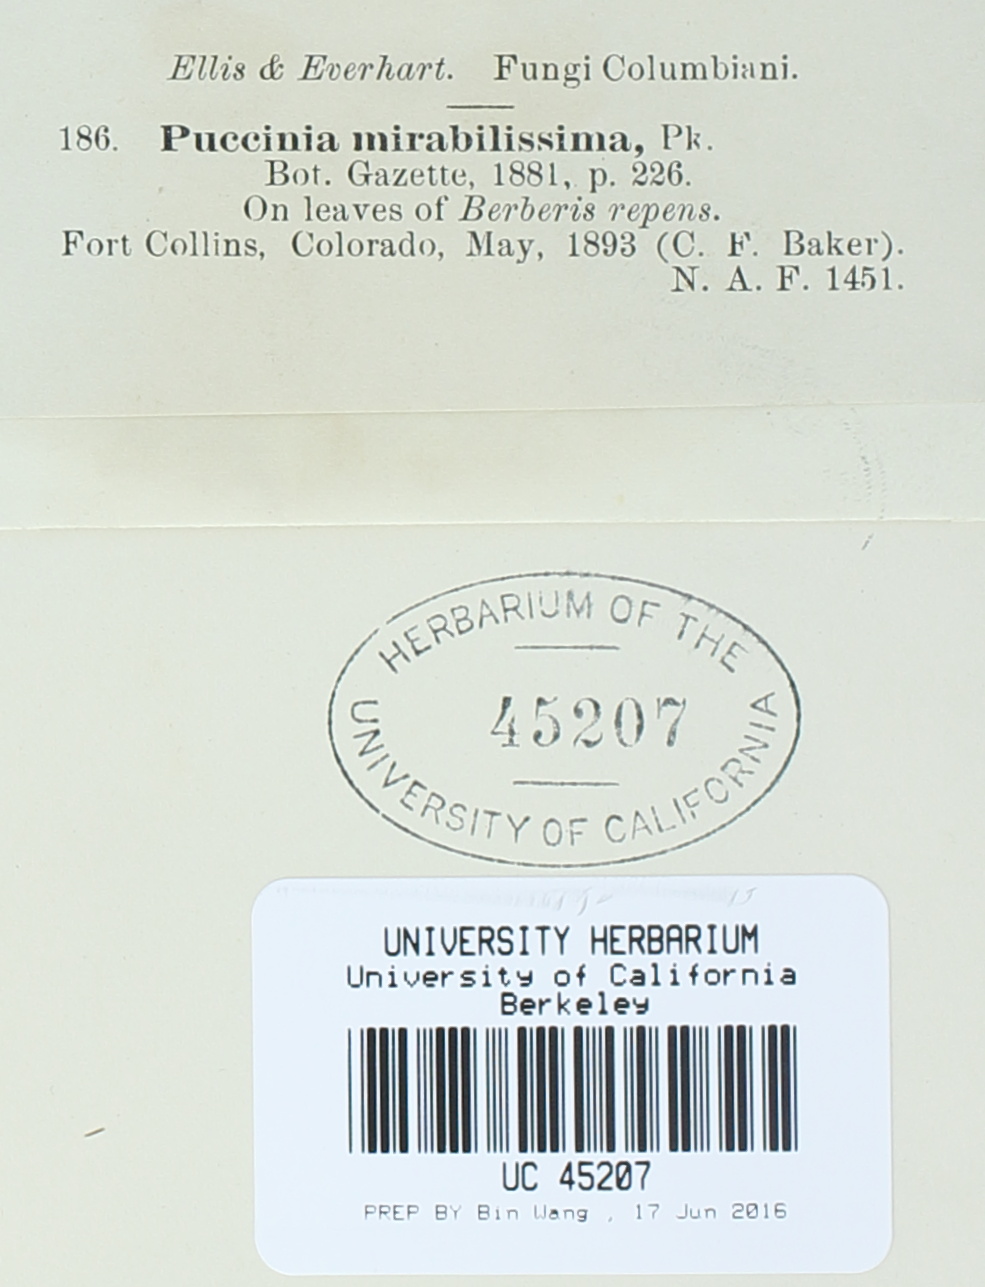 Ellis & Everhart. Fungi Columbiani.
186. Puccinia mirabilissima, Pk.
Bot. Gazette, 1881, p. 226.
On leaves of Berberis repens.
Fort Collins, Colorado, May, 1893 (C. F. Baker).
N. A. F. 1451.
HERBARIUM OF THE
45207
UNIVERSITY OF CALIFORNIA
UNIVERSITY HERBARIUM
University of California
Berkeley
UC 45207
PREP BY Bin Wang , 17 Jun 2016